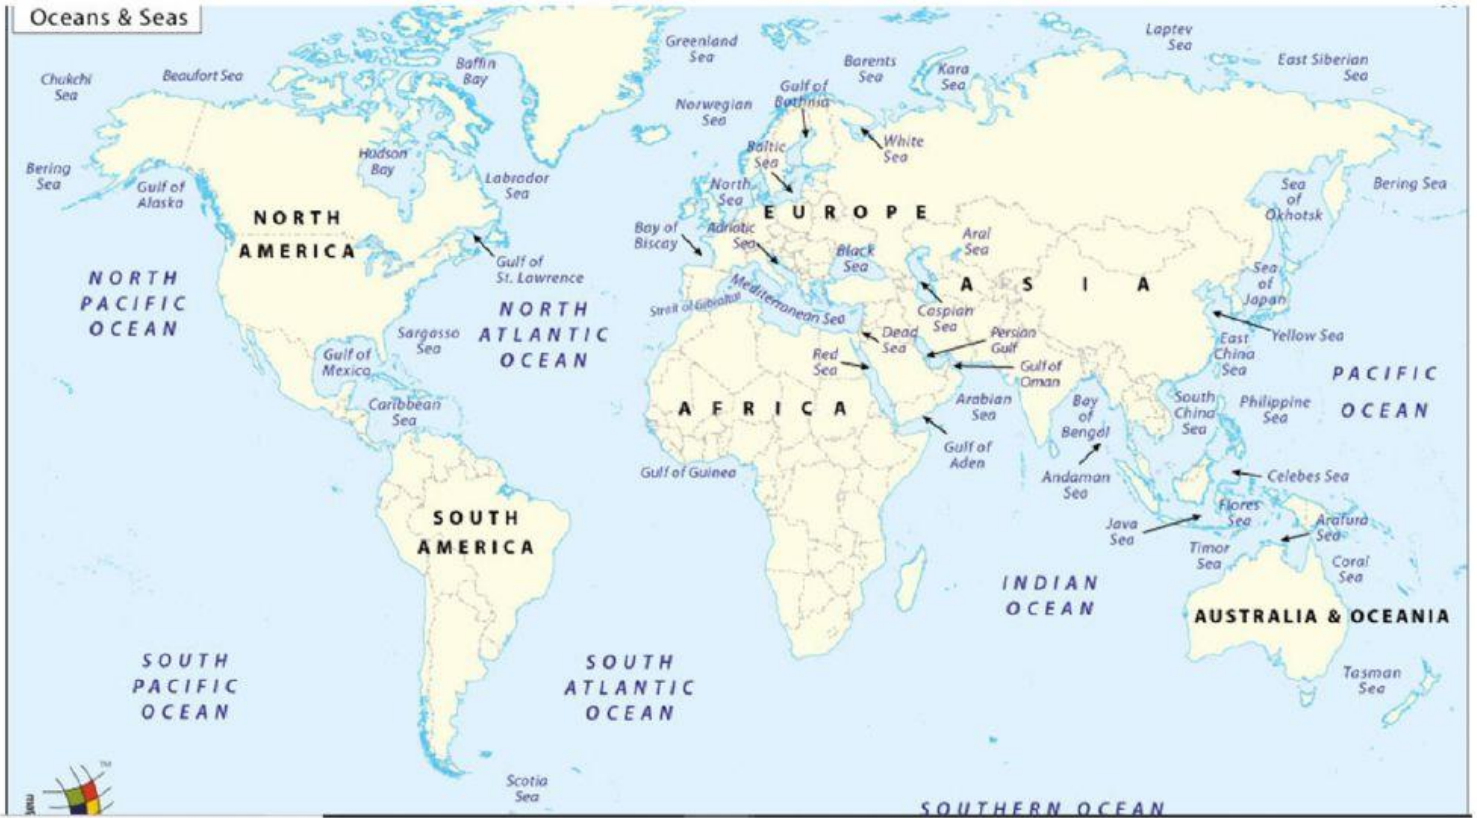 Oceans & Seas
Chukchi
Sea
Beaufort Sea
Baffin
Bay
Greenland
Sea
Norwegian
Sea
Barents
Sea
Kara
Sea
Laptev
Sea
East Siberian
Sea
Gulf of
Bothnia
White
Sea
Baltic
Sea
Bering
Sea
Gulf of
Alaska
Hudson
Bay
Labrador
Sea
North
Sea
Sea
of
Okhotsk
Bering Sea
NORTH
AMERICA
EUROPE
Bay of
Biscay
Adriatic
Sea
Black
Sea
Aral
Sea
Gulf of
St. Lawrence
ASIA
Sea
of
Japan
NORTH
PACIFIC
OCEAN
NORTH
ATLANTIC
OCEAN
Strait of Gibraltar
Mediterranean Sea
Caspian
Sea
Sargasso
Sea
Dead
Sea
Persian
Gulf
Yellow Sea
East
China
Sea
Gulf of
Mexico
Red
Sea
Gulf of
Oman
PACIFIC
OCEAN
Caribbean
Sea
AFRICA
Arabian
Sea
Bay
of
Bengal
South
China
Sea
Philippine
Sea
Gulf of
Aden
Gulf of Guinea
Andaman
Sea
Celebes Sea
SOUTH
AMERICA
Flores
Sea
Java
Sea
Arafura
Sea
Timor
Sea
Coral
Sea
INDIAN
OCEAN
AUSTRALIA & OCEANIA
SOUTH
PACIFIC
OCEAN
SOUTH
ATLANTIC
OCEAN
Tasman
Sea
Scotia
Sea
TM
SOUTHERN OCEAN